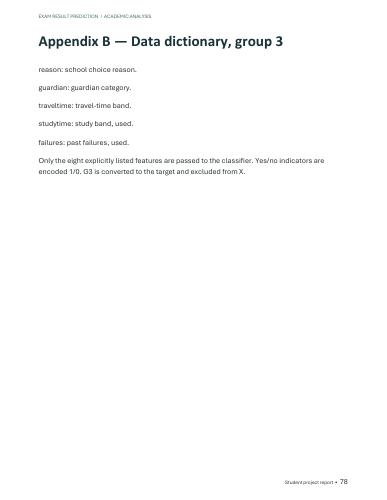 EXAM RESULT PREDICTION | ACADEMIC ANALYSIS
Appendix B — Data dictionary, group 3
reason: school choice reason.
guardian: guardian category.
traveltime: travel-time band.
studytime: study band, used.
failures: past failures, used.
Only the eight explicitly listed features are passed to the classifier. Yes/no indicators are
encoded 1/0. G3 is converted to the target and excluded from X.
Student project report • 78